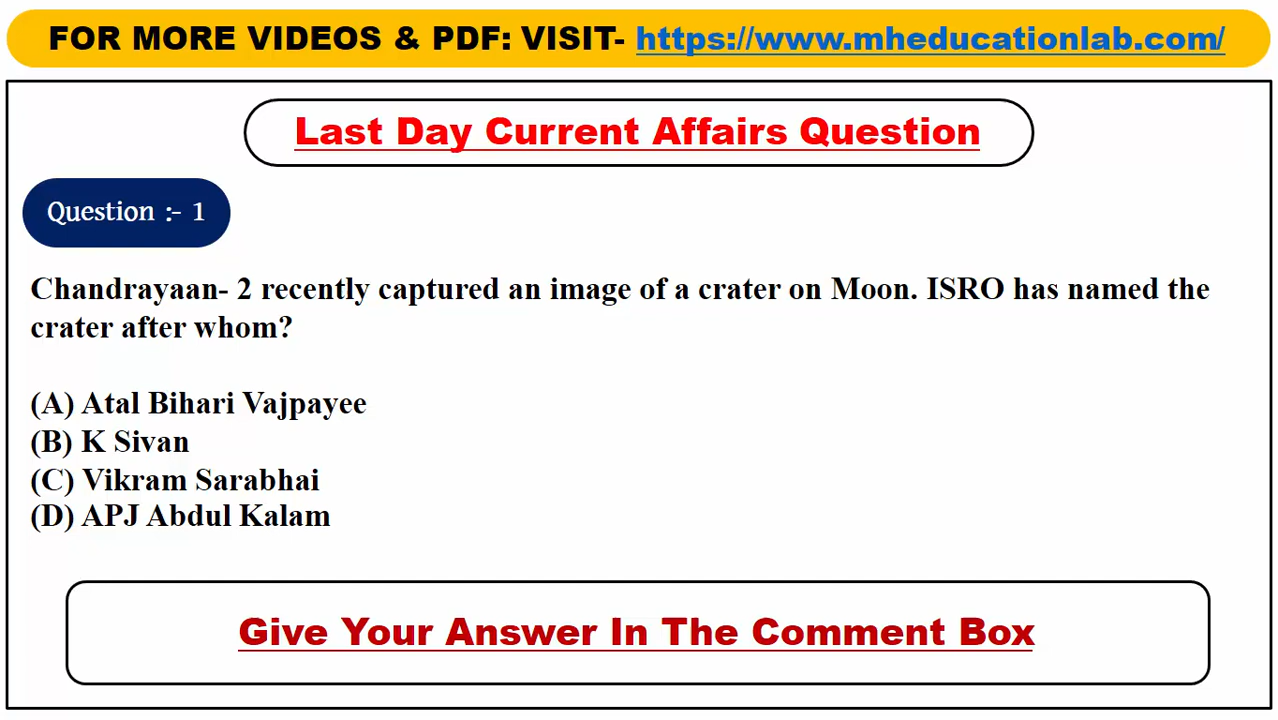 FOR MORE VIDEOS & PDF: VISIT- https://www.mheducationlab.com/
Last Day Current Affairs Question
Question :- 1
Chandrayaan- 2 recently captured an image of a crater on Moon. ISRO has named the
crater after whom?
(A) Atal Bihari Vajpayee
(B) K Sivan
(C) Vikram Sarabhai
(D) APJ Abdul Kalam
Give Your Answer In The Comment Box